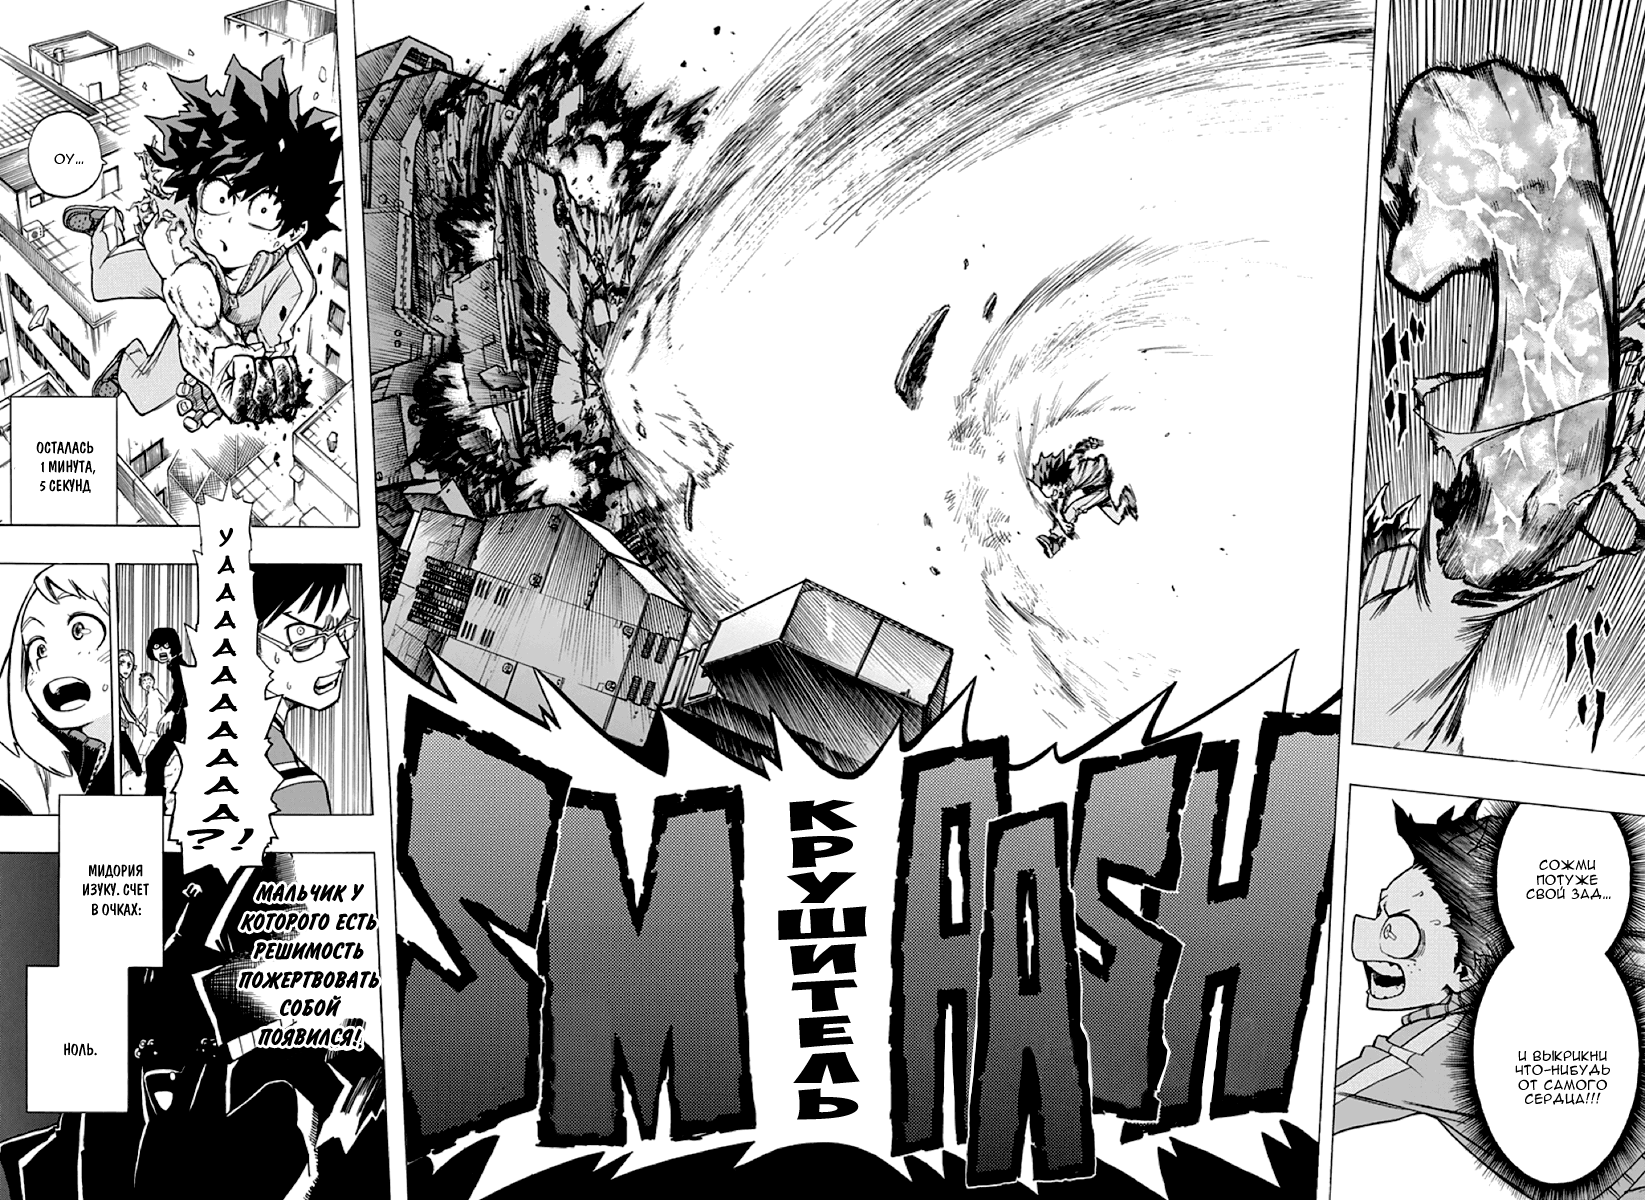 СОЖМИ
ПОТУЖЕ
СВОЙ ЗАД...
И ВЫКРИКНИ
ЧТО-НИБУДЬ
ОТ САМОГО
СЕРДЦА!!!
SMAAASH
КРУШИТЕЛЬ
ОУ...
ОСТАЛАСЬ
1 МИНУТА,
5 СЕКУНД
УААААААААААА?!
МАЛЬЧИК У
КОТОРОГО ЕСТЬ
РЕШИМОСТЬ
ПОЖЕРТВОВАТЬ
СОБОЙ
ПОЯВИЛСЯ!
МИДОРИЯ
ИЗУКУ. СЧЕТ
В ОЧКАХ:
НОЛЬ.